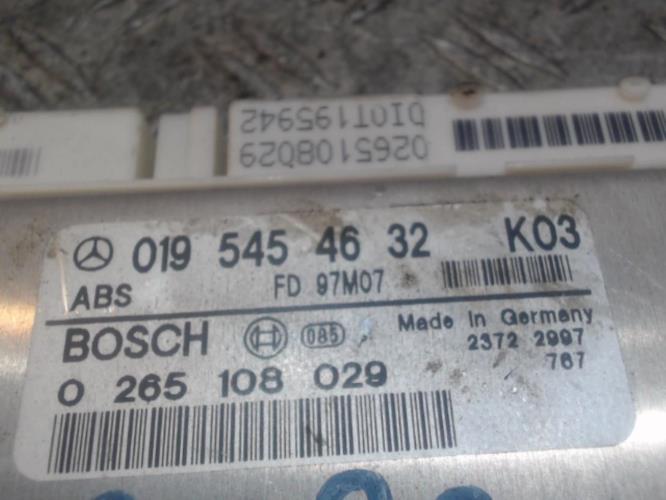 DIOT195942
0265108029
019 545 46 32 K03
ABS FD 97M07
BOSCH 085 Made in Germany
0 265 108 029 2372 2997
767